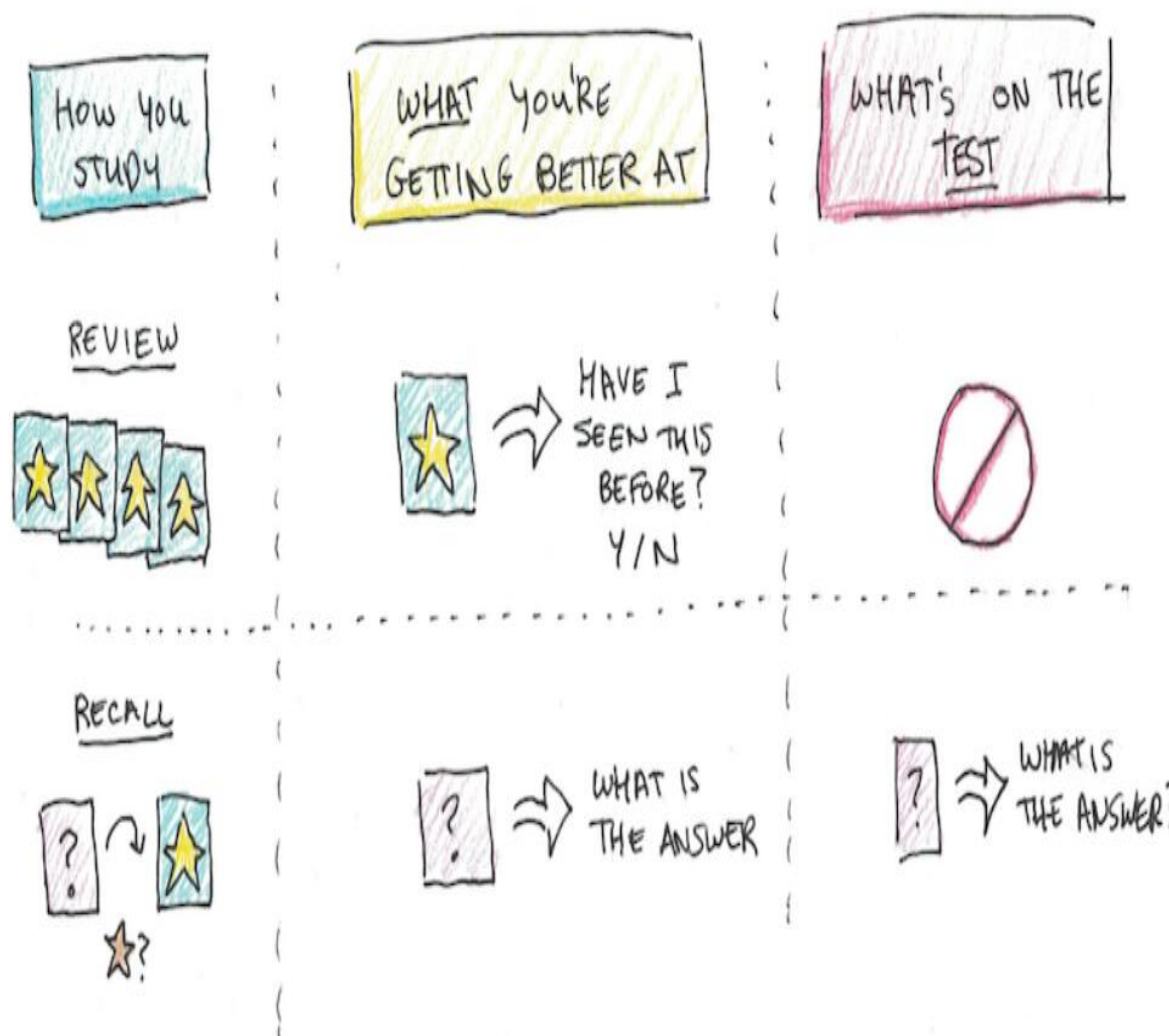 HOW YOU
STUDY
WHAT YOU'RE
GETTING BETTER AT
WHAT'S ON THE
TEST
REVIEW
HAVE I
SEEN THIS
BEFORE?
Y/N
RECALL
?
★?
?
WHAT IS
THE ANSWER
?
WHAT IS
THE ANSWER?